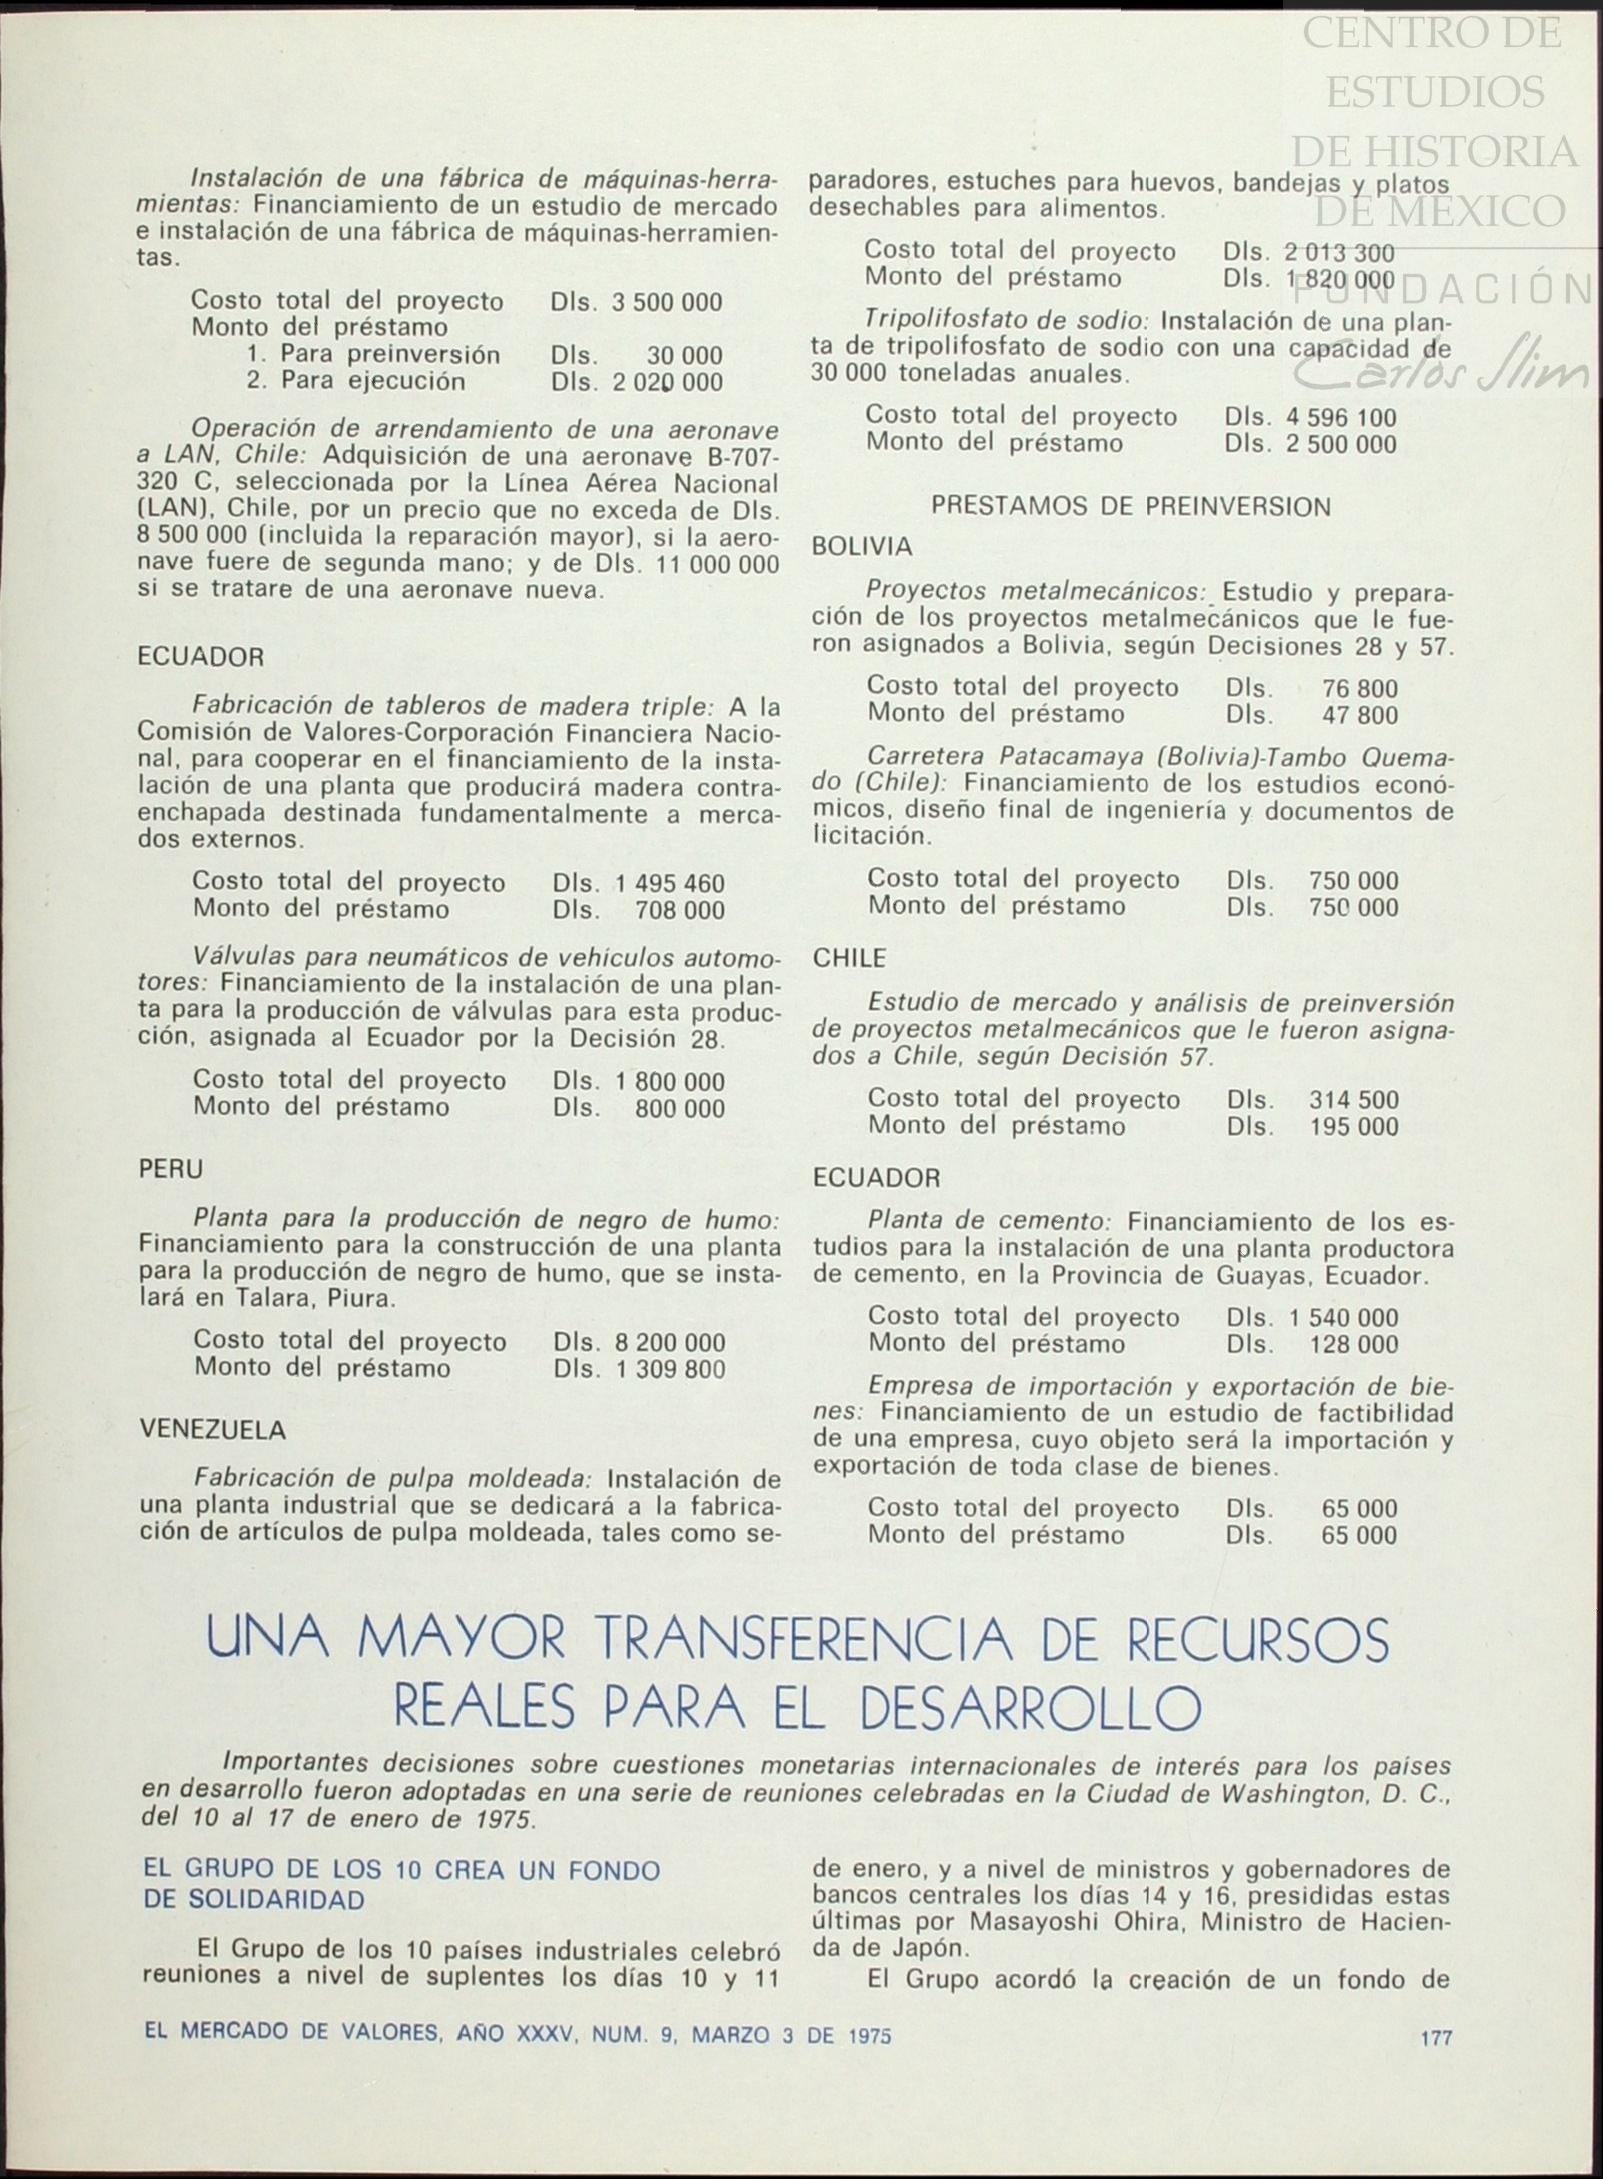 CENTRO DE
ESTUDIOS
DE HISTORIA
DE MÉXICO
FUNDACIÓN
Carlos Slim
Instalación de una fábrica de máquinas-herra-
mientas: Financiamiento de un estudio de mercado
e instalación de una fábrica de máquinas-herramien-
tas.
Costo total del proyecto Dls. 3 500 000
Monto del préstamo
1. Para preinversión Dls. 30 000
2. Para ejecución Dls. 2 020 000
Operación de arrendamiento de una aeronave
a LAN, Chile: Adquisición de una aeronave B-707-
320 C, seleccionada por la Línea Aérea Nacional
(LAN), Chile, por un precio que no exceda de Dls.
8 500 000 (incluida la reparación mayor), si la aero-
nave fuere de segunda mano; y de Dls. 11 000 000
si se tratare de una aeronave nueva.
ECUADOR
Fabricación de tableros de madera triple: A la
Comisión de Valores-Corporación Financiera Nacio-
nal, para cooperar en el financiamiento de la insta-
lación de una planta que producirá madera contra-
enchapada destinada fundamentalmente a merca-
dos externos.
Costo total del proyecto Dls. 1 495 460
Monto del préstamo Dls. 708 000
Válvulas para neumáticos de vehículos automo-
tores: Financiamiento de la instalación de una plan-
ta para la producción de válvulas para esta produc-
ción, asignada al Ecuador por la Decisión 28.
Costo total del proyecto Dls. 1 800 000
Monto del préstamo Dls. 800 000
PERU
Planta para la producción de negro de humo:
Financiamiento para la construcción de una planta
para la producción de negro de humo, que se insta-
lará en Talara, Piura.
Costo total del proyecto Dls. 8 200 000
Monto del préstamo Dls. 1 309 800
VENEZUELA
Fabricación de pulpa moldeada: Instalación de
una planta industrial que se dedicará a la fabrica-
ción de artículos de pulpa moldeada, tales como se-
paradores, estuches para huevos, bandejas y platos
desechables para alimentos.
Costo total del proyecto Dls. 2 013 300
Monto del préstamo Dls. 1 820 000
Tripolifosfato de sodio: Instalación de una plan-
ta de tripolifosfato de sodio con una capacidad de
30 000 toneladas anuales.
Costo total del proyecto Dls. 4 596 100
Monto del préstamo Dls. 2 500 000
PRESTAMOS DE PREINVERSION
BOLIVIA
Proyectos metalmecánicos: Estudio y prepara-
ción de los proyectos metalmecánicos que le fue-
ron asignados a Bolivia, según Decisiones 28 y 57.
Costo total del proyecto Dls. 76 800
Monto del préstamo Dls. 47 800
Carretera Patacamaya (Bolivia)-Tambo Quema-
do (Chile): Financiamiento de los estudios econó-
micos, diseño final de ingeniería y documentos de
licitación.
Costo total del proyecto Dls. 750 000
Monto del préstamo Dls. 750 000
CHILE
Estudio de mercado y análisis de preinversión
de proyectos metalmecánicos que le fueron asigna-
dos a Chile, según Decisión 57.
Costo total del proyecto Dls. 314 500
Monto del préstamo Dls. 195 000
ECUADOR
Planta de cemento: Financiamiento de los es-
tudios para la instalación de una planta productora
de cemento, en la Provincia de Guayas, Ecuador.
Costo total del proyecto Dls. 1 540 000
Monto del préstamo Dls. 128 000
Empresa de importación y exportación de bie-
nes: Financiamiento de un estudio de factibilidad
de una empresa, cuyo objeto será la importación y
exportación de toda clase de bienes.
Costo total del proyecto Dls. 65 000
Monto del préstamo Dls. 65 000
UNA MAYOR TRANSFERENCIA DE RECURSOS
REALES PARA EL DESARROLLO
Importantes decisiones sobre cuestiones monetarias internacionales de interés para los países
en desarrollo fueron adoptadas en una serie de reuniones celebradas en la Ciudad de Washington, D. C.,
del 10 al 17 de enero de 1975.
EL GRUPO DE LOS 10 CREA UN FONDO
DE SOLIDARIDAD
El Grupo de los 10 países industriales celebró
reuniones a nivel de suplentes los días 10 y 11
de enero, y a nivel de ministros y gobernadores de
bancos centrales los días 14 y 16, presididas estas
últimas por Masayoshi Ohira, Ministro de Hacien-
da de Japón.
El Grupo acordó la creación de un fondo de
EL MERCADO DE VALORES, AÑO XXXV, NUM. 9, MARZO 3 DE 1975
177